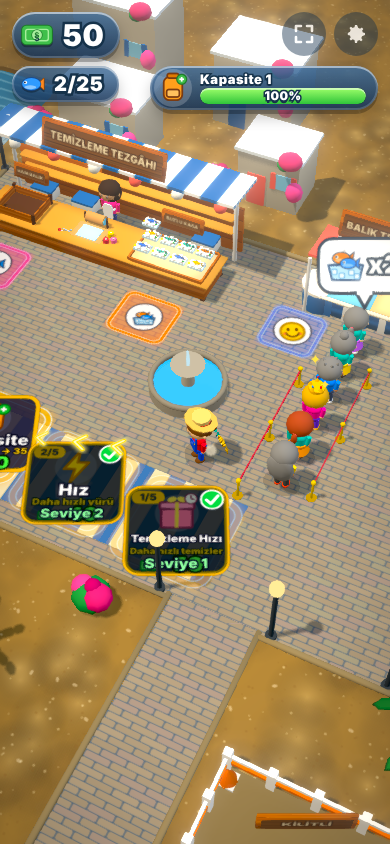 50
2/25
Kapasite 1
100%
TEMİZLEME TEZGÂHI
BALIK T
x2
site
→ 35
2/5
Hız
Daha hızlı yürü
Seviye 2
1/5
Temizleme Hızı
Daha hızlı temizler
Seviye 1
KİLİTLİ